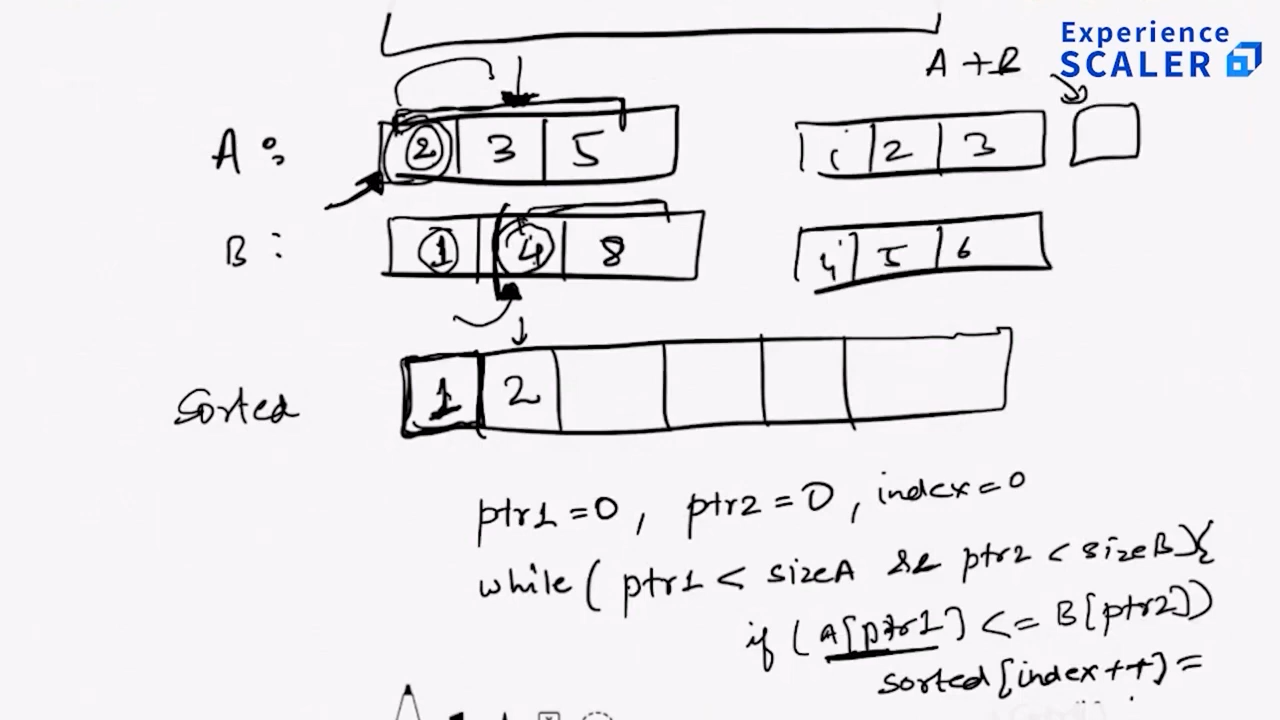 Experience
SCALER
A + B
A : 2 3 5
1 2 3
B : 1 4 8
4 5 6
Sorted 1 2
ptr1 = 0 , ptr2 = 0 , index = 0
while ( ptr1 < sizeA && ptr2 < sizeB ) {
if ( A[ptr1] <= B[ptr2] )
sorted [index++] =